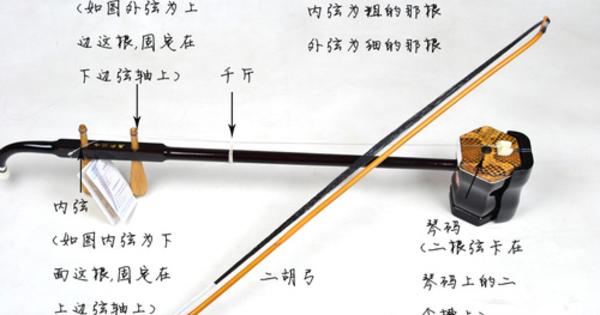 (如图外弦为上
边这根,固定在
下边弦轴上)
内弦为粗的那根
外弦为细的那根
千斤
内弦
(如图内弦为下
面这根,固定在
上边弦轴上)
二胡弓
琴码
(二根弦卡在
琴码上的二
个槽上)